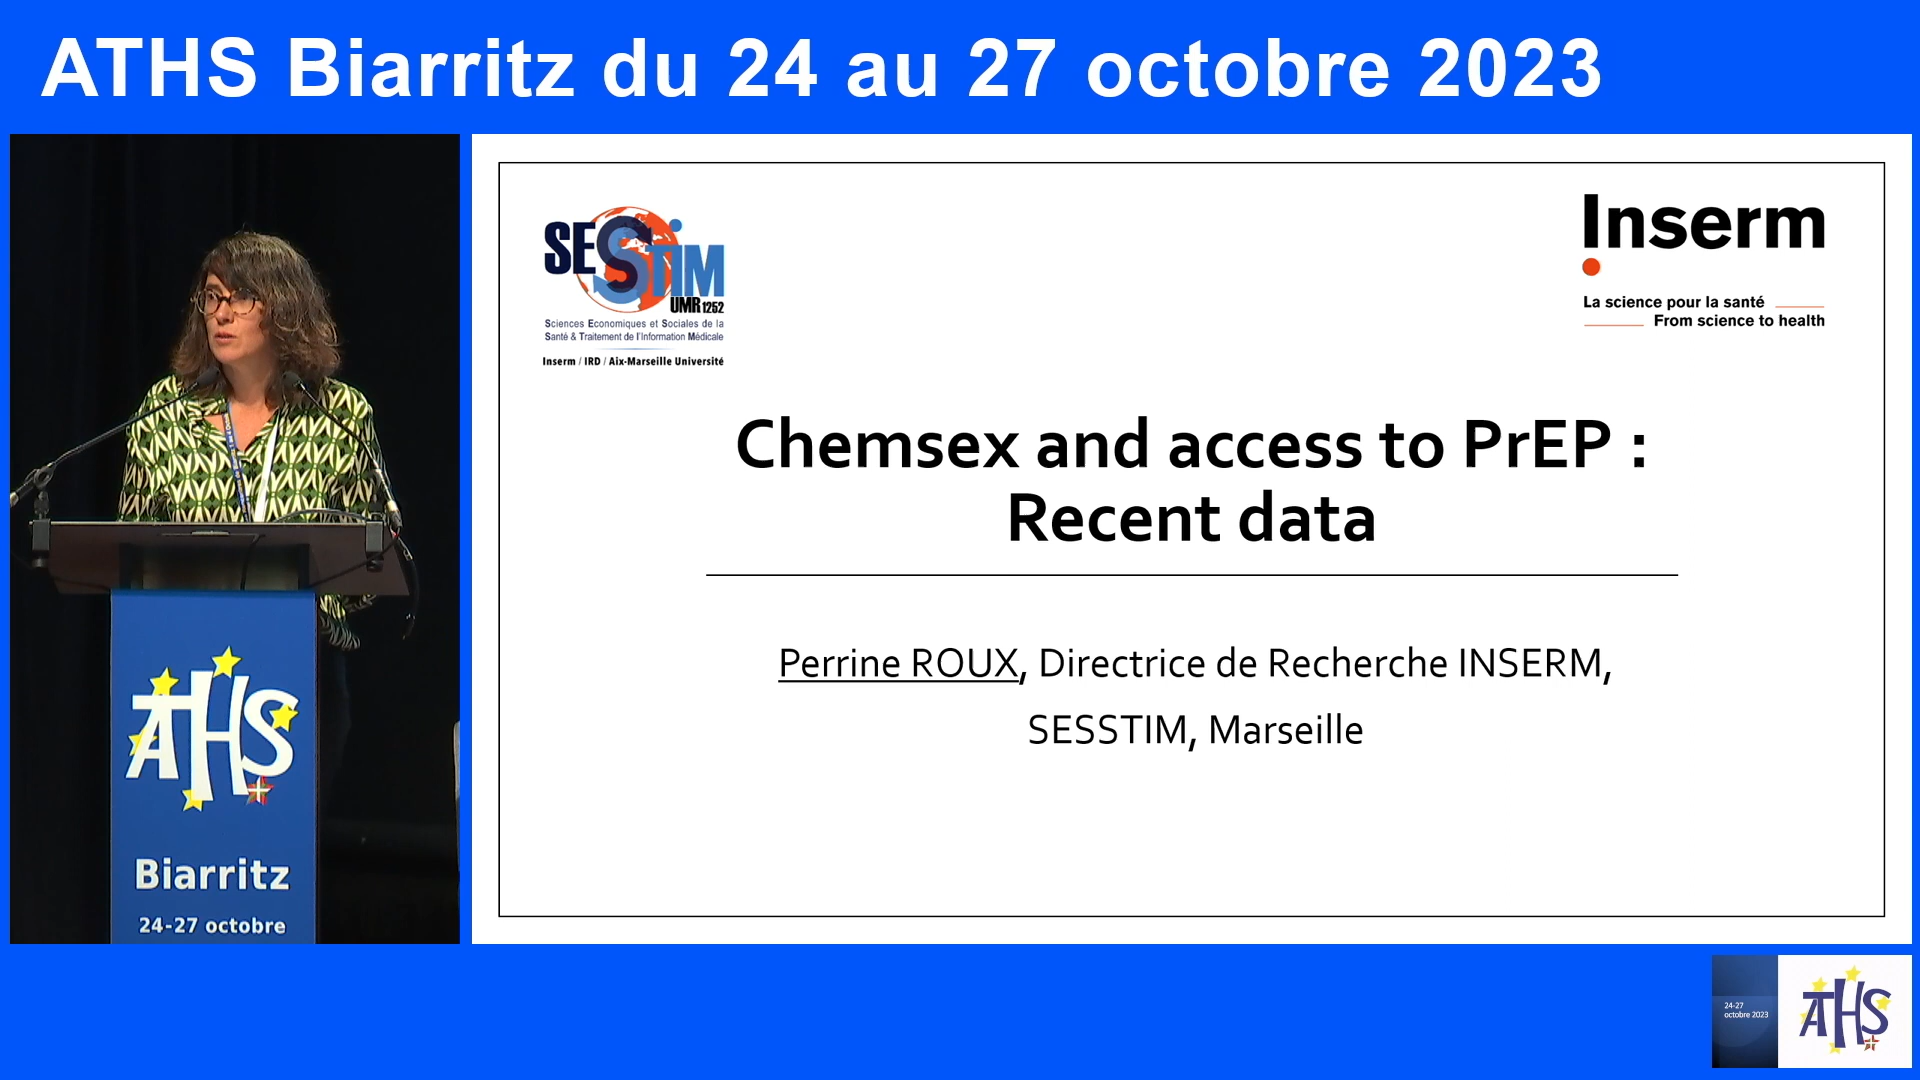 ATHS Biarritz du 24 au 27 octobre 2023
SESSTIM
UMR 1252
Sciences Economiques et Sociales de la
Santé & Traitement de l'Information Médicale
Inserm / IRD / Aix-Marseille Université
Inserm
La science pour la santé
From science to health
Chemsex and access to PrEP :
Recent data
Perrine ROUX, Directrice de Recherche INSERM,
SESSTIM, Marseille
ATHS
Biarritz
24-27 octobre
24-27
octobre 2023
ATHS